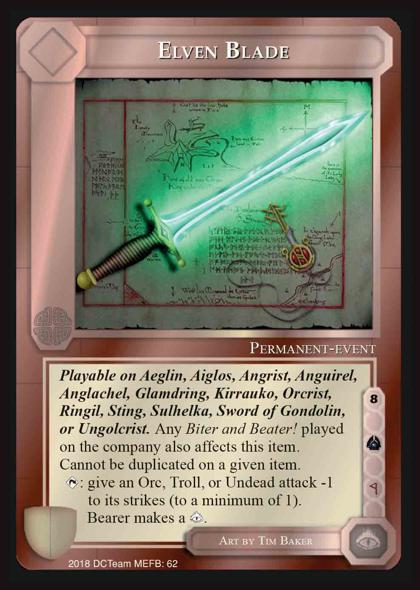 Elven Blade
Permanent-event
Playable on Aeglin, Aiglos, Angrist, Anguirel,
Anglachel, Glamdring, Kirrauko, Orcrist,
Ringil, Sting, Sulhelka, Sword of Gondolin,
or Ungolcrist. Any Biter and Beater! played
on the company also affects this item.
Cannot be duplicated on a given item.
: give an Orc, Troll, or Undead attack -1
to its strikes (to a minimum of 1).
Bearer makes a .
8
Art by Tim Baker
2018 DCTeam MEFB: 62